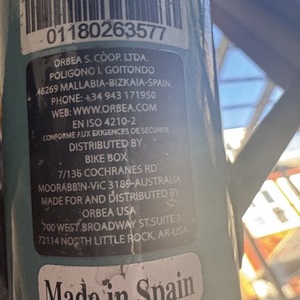 01180263577
ORBEA S. COOP. LTDA.
POLIGONO I. GOITONDO
48269 MALLABIA-BIZKAIA-SPAIN
PHONE: +34 943 171950
WEB: WWW.ORBEA.COM
EN ISO 4210-2
CONFORME AUX EXIGENCES DE SECURITE
DISTRIBUTED BY
BIKE BOX
7/136 COCHRANES RD
MOORABBIN-VIC 3189-AUSTRALIA
MADE FOR AND DISTRIBUTED BY
ORBEA USA
700 WEST BROADWAY ST.SUITE 1
72114 NORTH LITTLE ROCK, AR-USA
Made in Spain